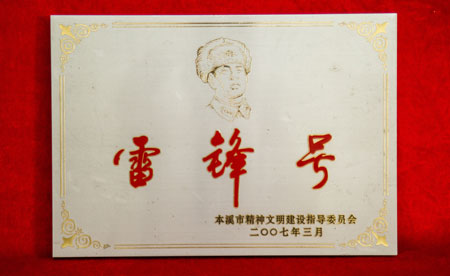 雷锋号
本溪市精神文明建设指导委员会
二〇〇七年三月